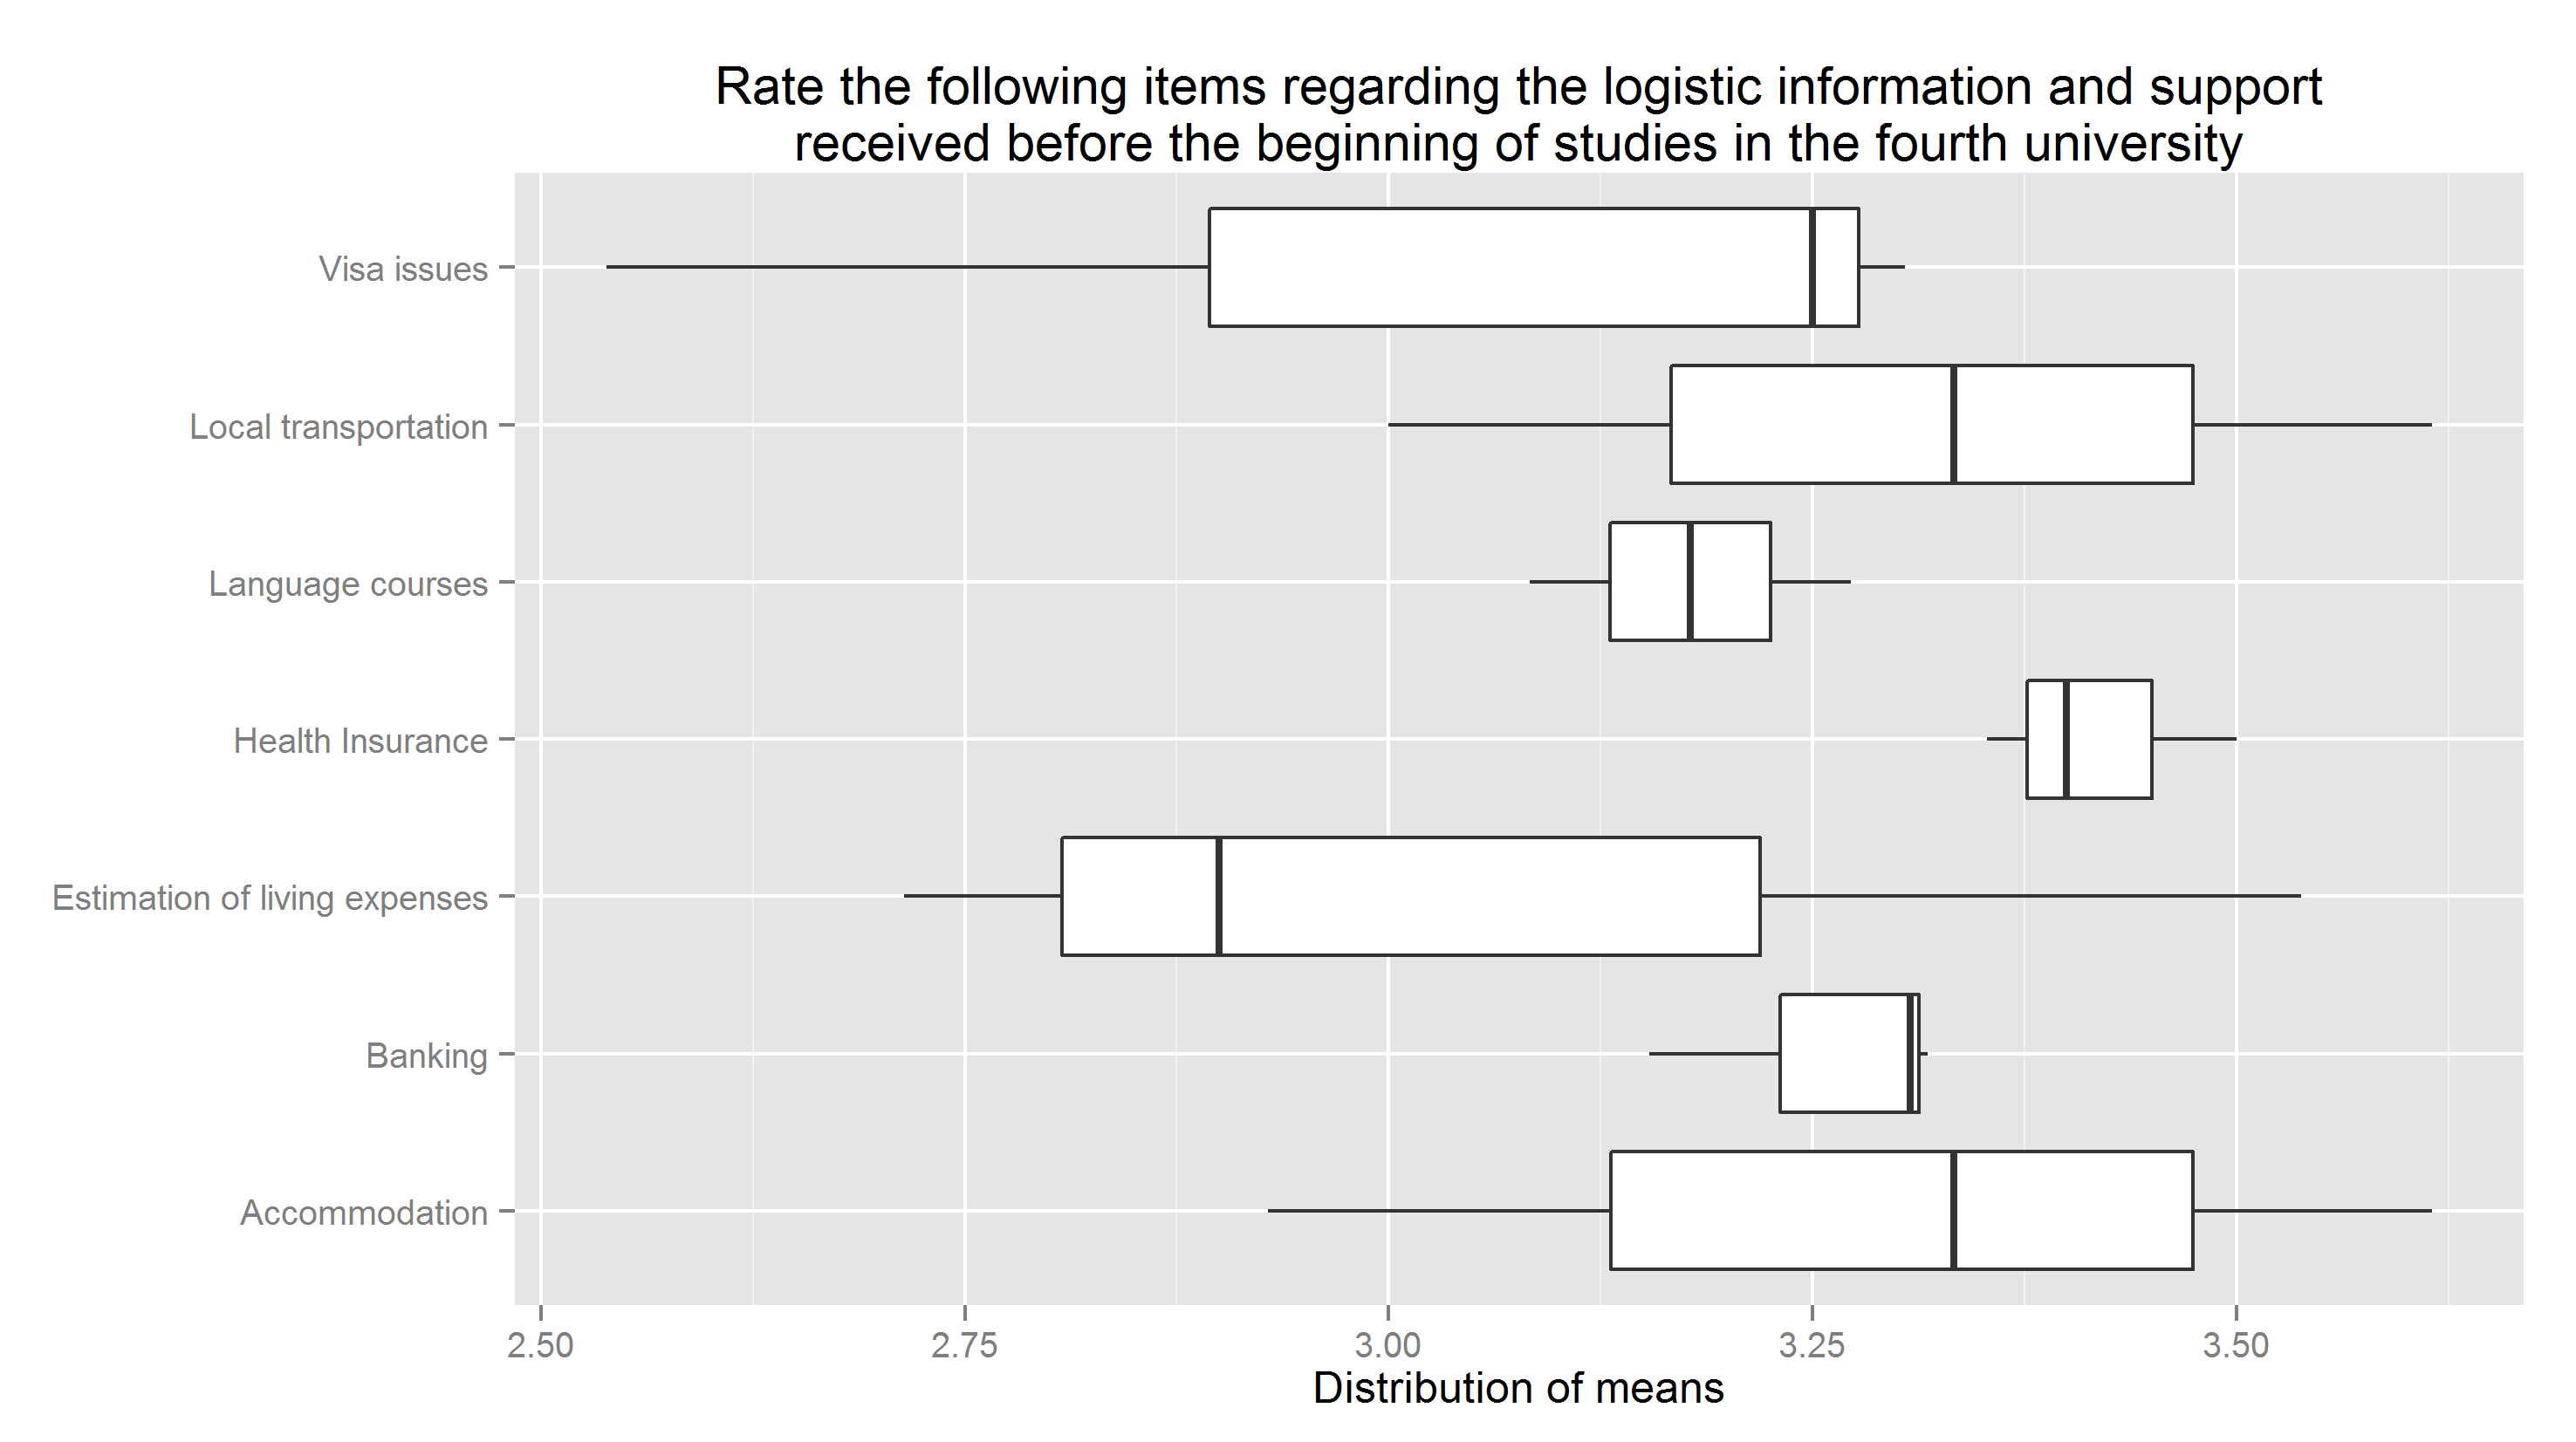 Rate the following items regarding the logistic information and support
received before the beginning of studies in the fourth university
Visa issues
Local transportation
Language courses
Health Insurance
Estimation of living expenses
Banking
Accommodation
2.50 2.75 3.00 3.25 3.50
Distribution of means